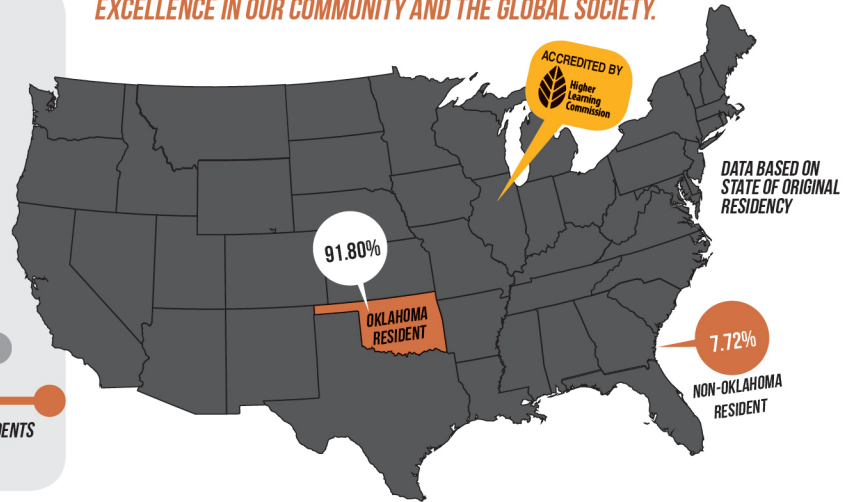 EXCELLENCE IN OUR COMMUNITY AND THE GLOBAL SOCIETY.
ACCREDITED BY
Higher
Learning
Commission
DATA BASED ON
STATE OF ORIGINAL
RESIDENCY
91.80%
OKLAHOMA
RESIDENT
7.72%
NON-OKLAHOMA
RESIDENT